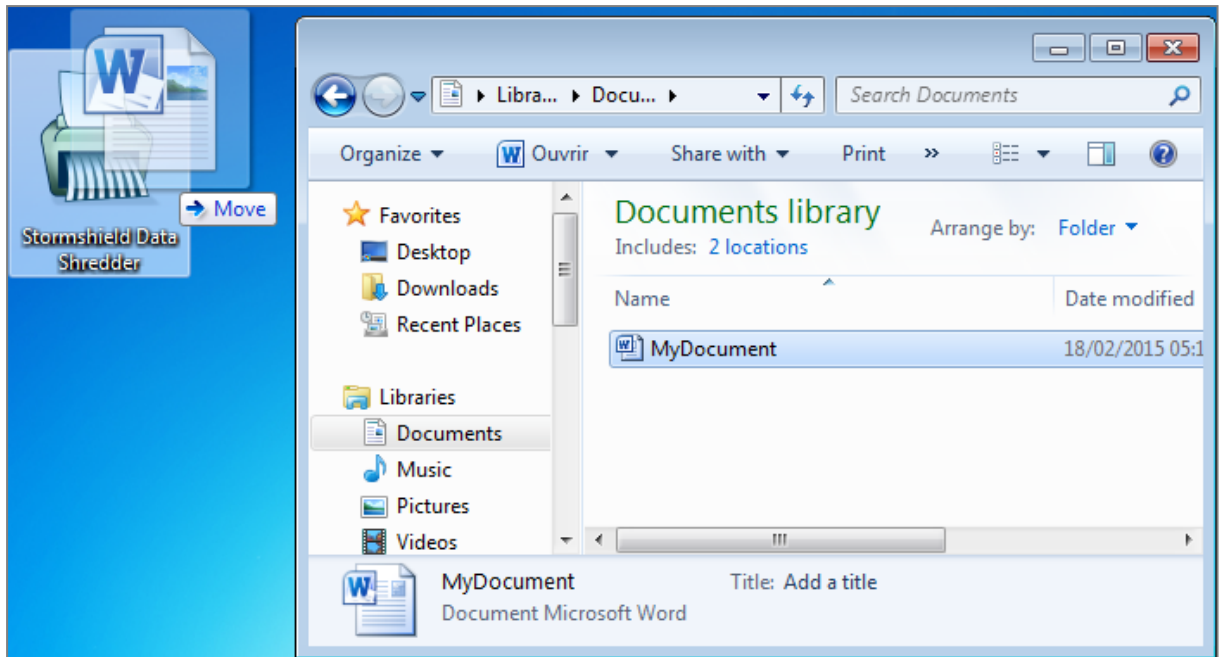 Move
Stormshield Data
Shredder
Libra... Docu...
Search Documents
Organize
Ouvrir
Share with
Print
»
Favorites
Desktop
Downloads
Recent Places
Libraries
Documents
Music
Pictures
Videos
Documents library
Includes: 2 locations
Arrange by: Folder
Name
Date modified
MyDocument
18/02/2015 05:1
MyDocument
Title: Add a title
Document Microsoft Word